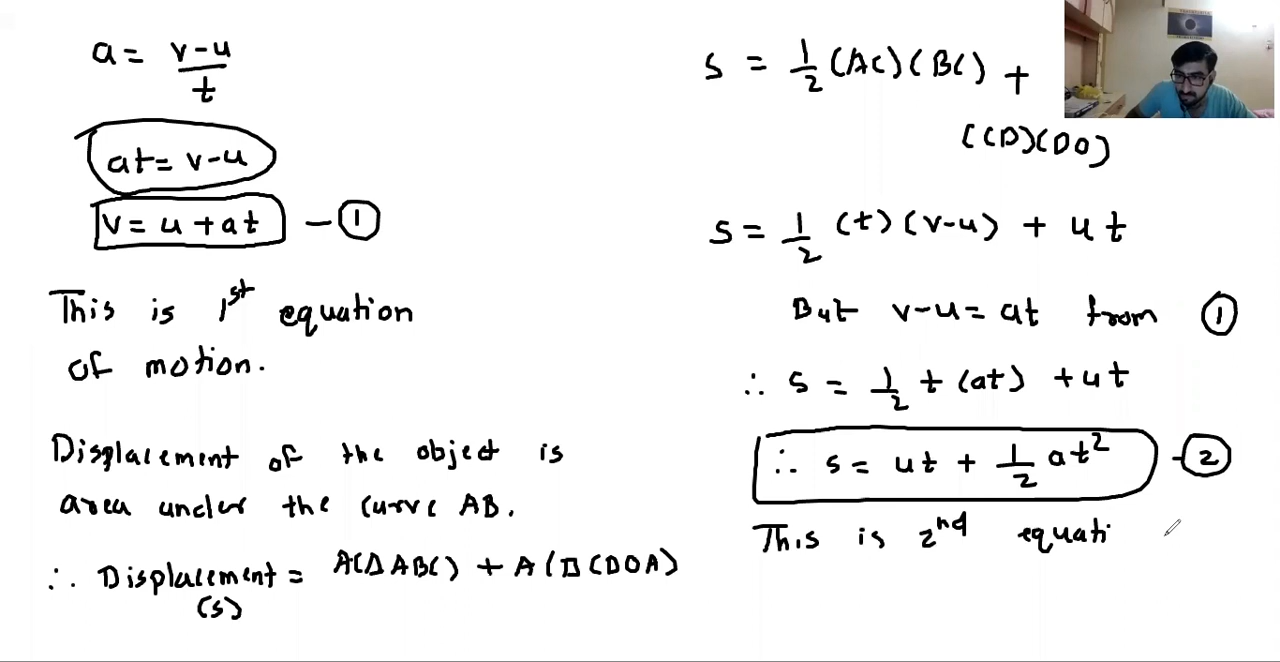 a = v-u/t
at = v-u
v = u + at — 1
This is 1st equation
of motion.
Displacement of the object is
area under the curve AB.
∴ Displacement = A(Δ ABC) + A(□ CDOA)
(s)
s = 1/2 (AC)(BC) +
(CD)(DO)
s = 1/2 (t)(v-u) + ut
But v-u = at from 1
∴ s = 1/2 t (at) + ut
∴ s = ut + 1/2 at² — 2
This is 2nd equati